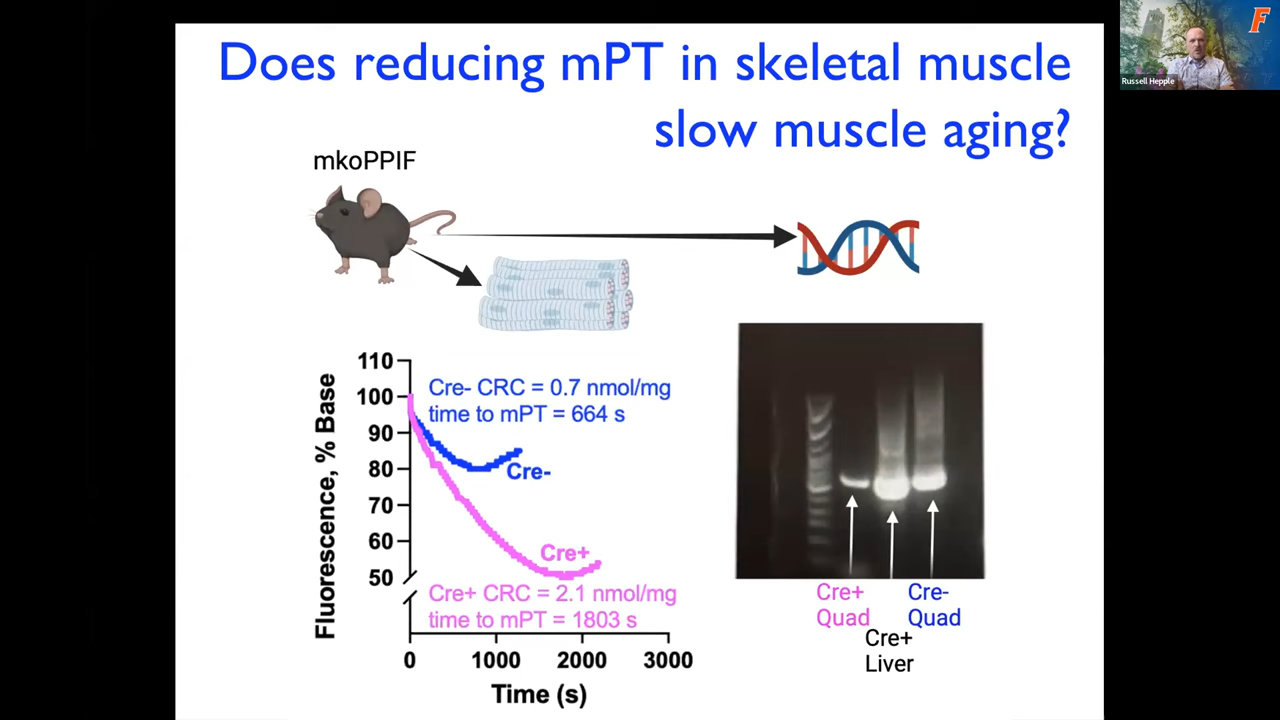 Does reducing mPT in skeletal muscle
slow muscle aging?
F
Russell Hepple
mkoPPIF
Fluorescence, % Base
110
100
90
80
70
60
50
Cre- CRC = 0.7 nmol/mg
time to mPT = 664 s
Cre-
Cre+
Cre+ CRC = 2.1 nmol/mg
time to mPT = 1803 s
0 1000 2000 3000
Time (s)
Cre+
Quad
Cre+
Liver
Cre-
Quad